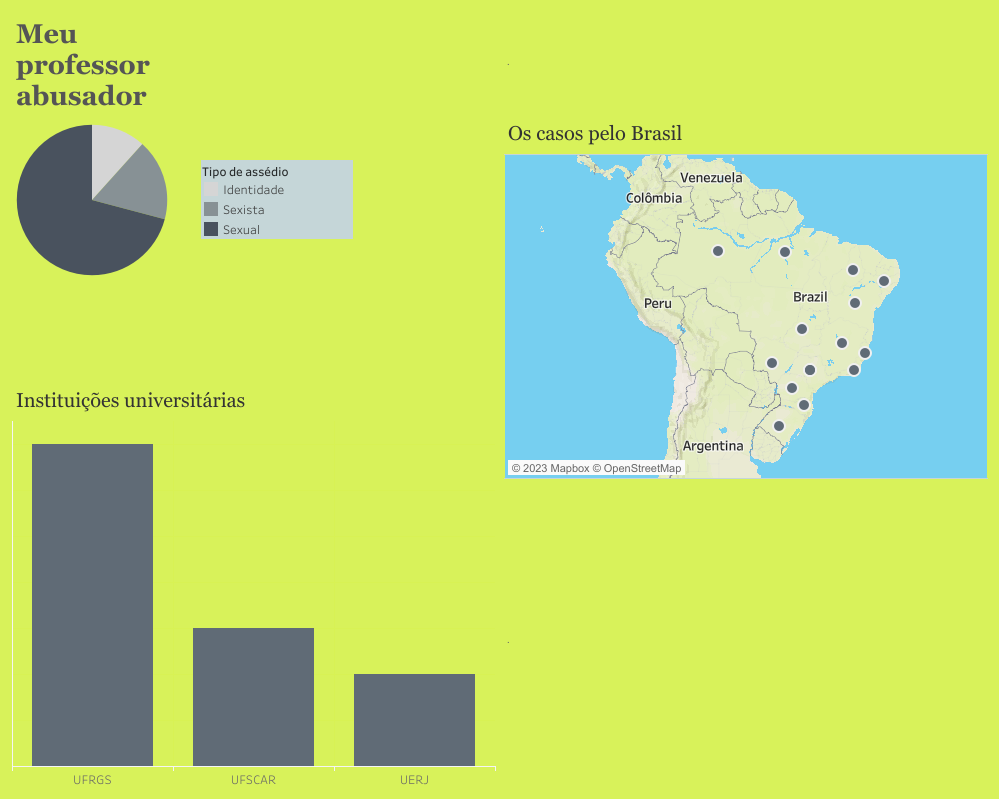 Meu
professor
abusador
Tipo de assédio
Identidade
Sexista
Sexual
Os casos pelo Brasil
Venezuela
Colômbia
Brazil
Peru
Argentina
© 2023 Mapbox © OpenStreetMap
Instituições universitárias
UFRGS
UFSCAR
UERJ